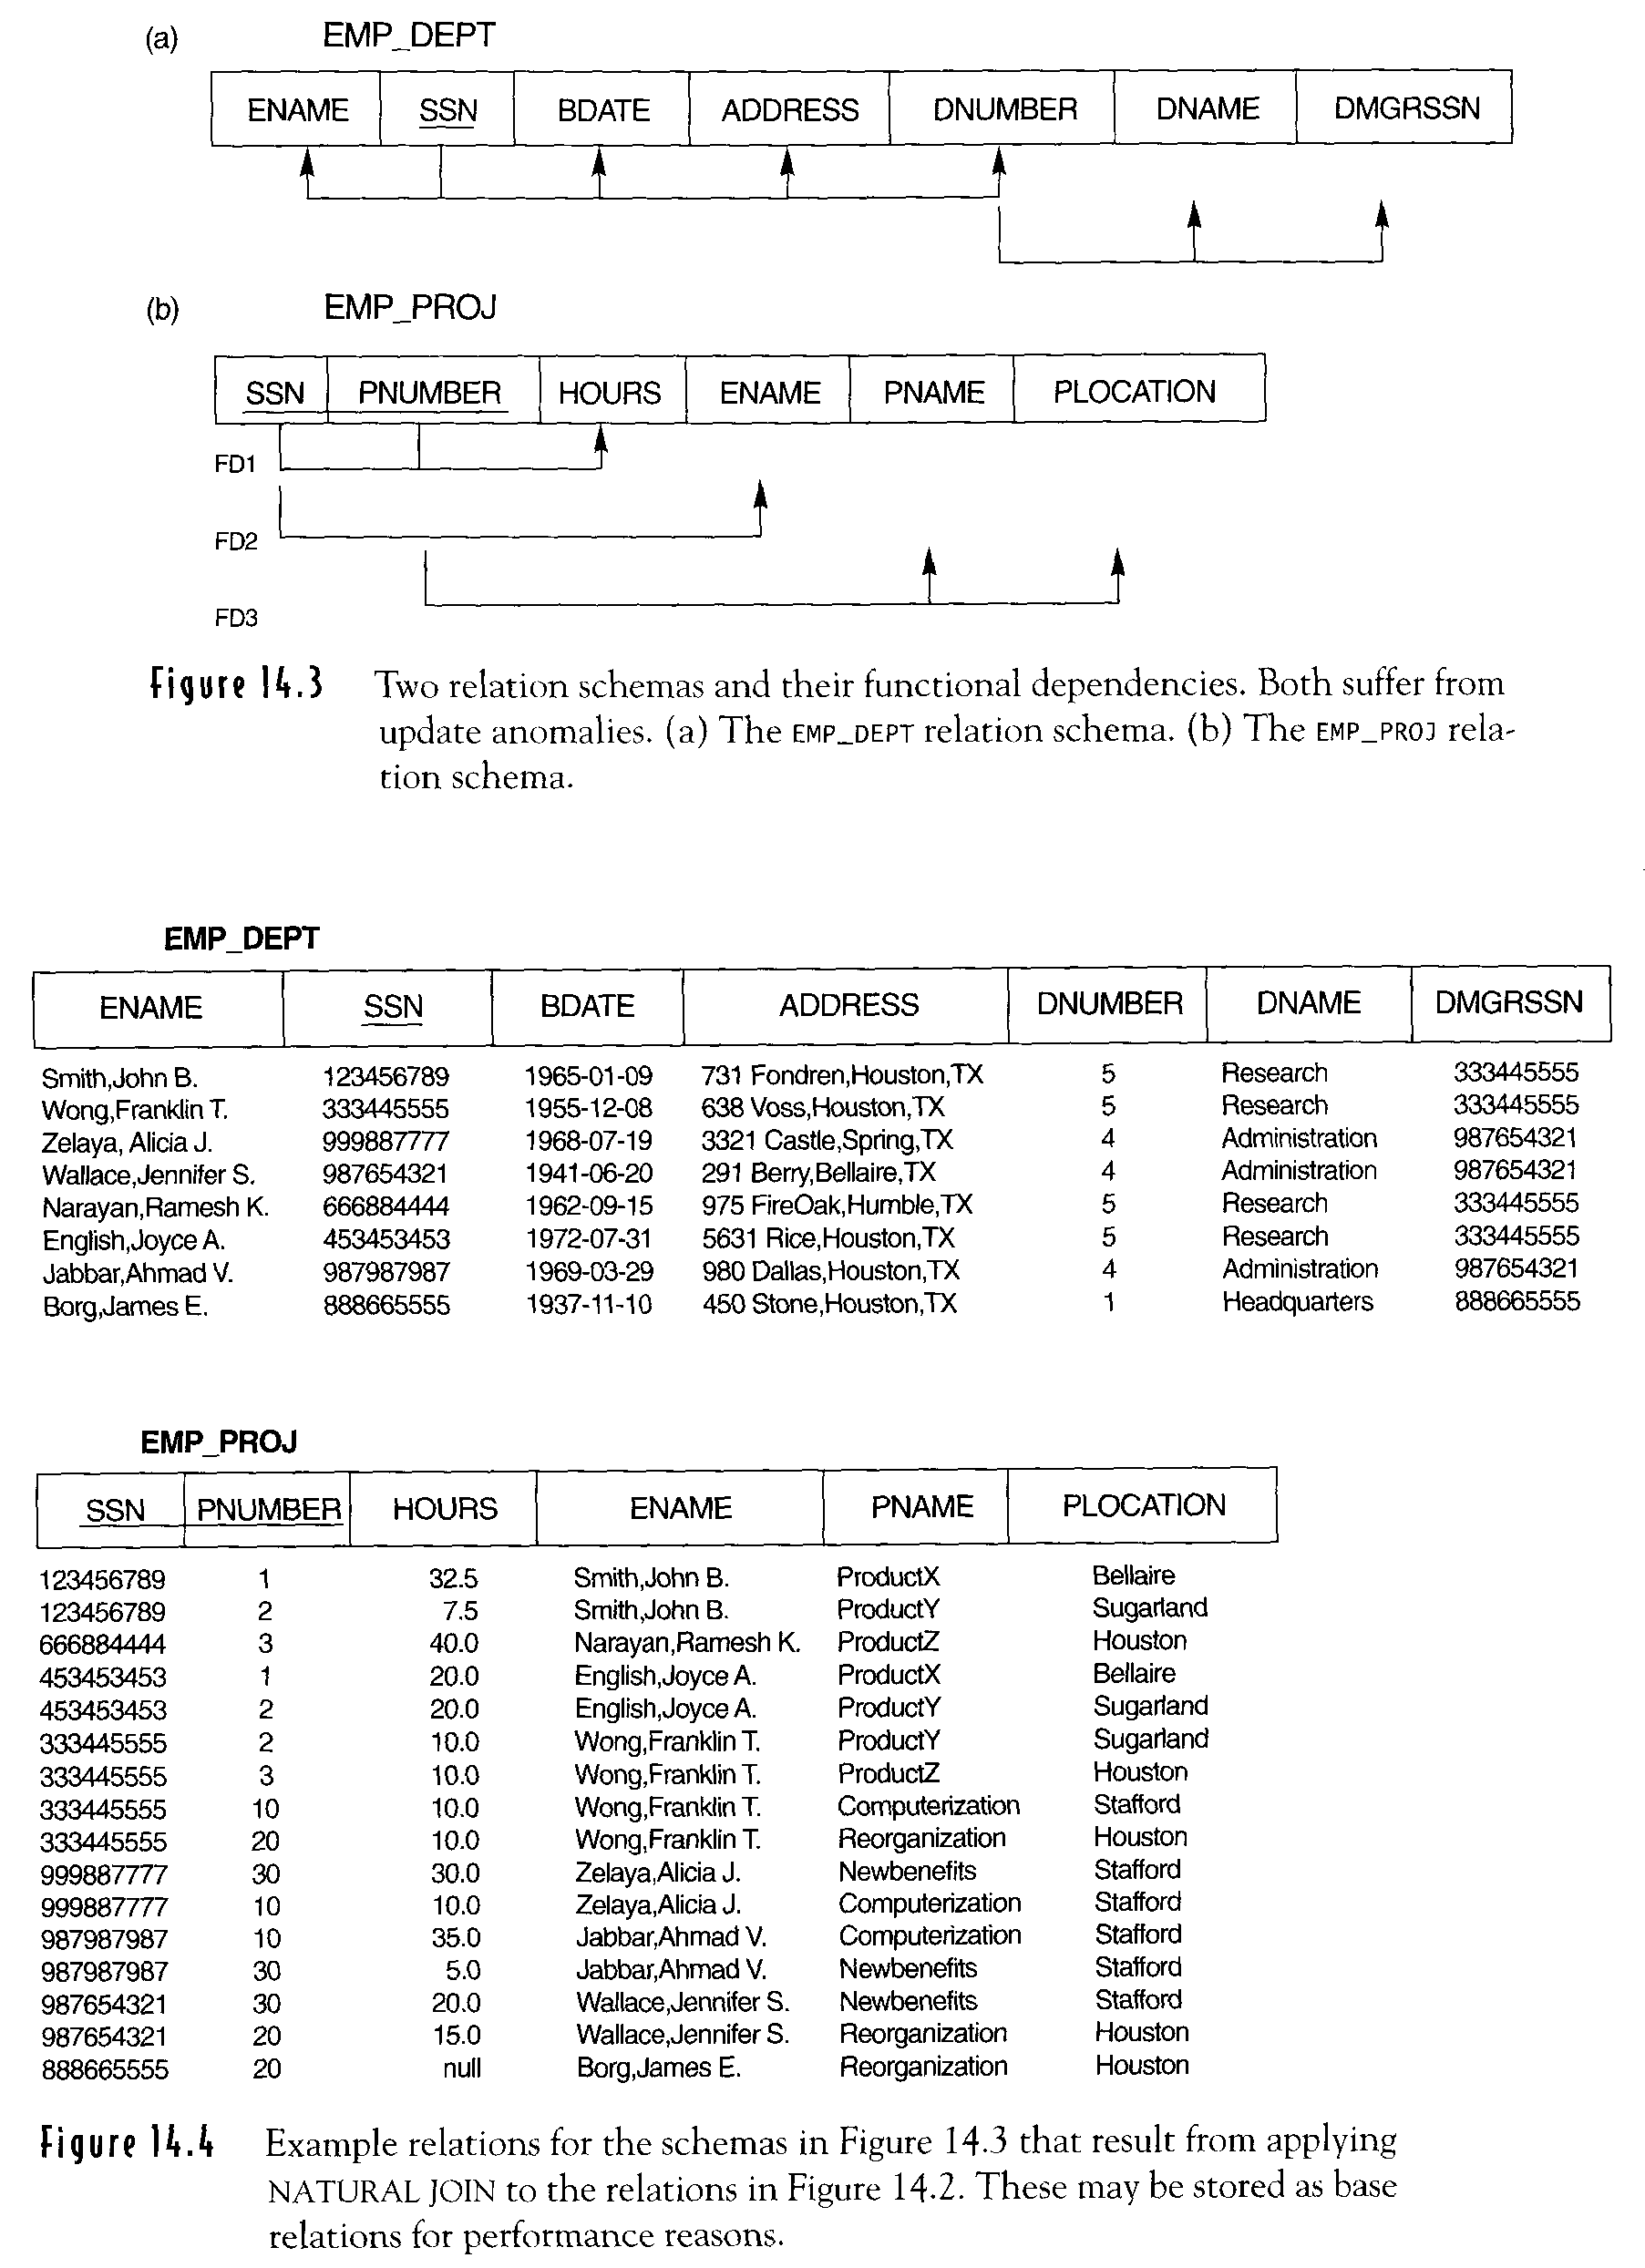 (a) EMP_DEPT
ENAME SSN BDATE ADDRESS DNUMBER DNAME DMGRSSN
(b) EMP_PROJ
SSN PNUMBER HOURS ENAME PNAME PLOCATION
FD1
FD2
FD3
Figure 14.3 Two relation schemas and their functional dependencies. Both suffer from
update anomalies. (a) The EMP_DEPT relation schema. (b) The EMP_PROJ rela-
tion schema.
EMP_DEPT
ENAME SSN BDATE ADDRESS DNUMBER DNAME DMGRSSN
Smith,John B. 123456789 1965-01-09 731 Fondren,Houston,TX 5 Research 333445555
Wong,Franklin T. 333445555 1955-12-08 638 Voss,Houston,TX 5 Research 333445555
Zelaya, Alicia J. 999887777 1968-07-19 3321 Castle,Spring,TX 4 Administration 987654321
Wallace,Jennifer S. 987654321 1941-06-20 291 Berry,Bellaire,TX 4 Administration 987654321
Narayan,Ramesh K. 666884444 1962-09-15 975 FireOak,Humble,TX 5 Research 333445555
English,Joyce A. 453453453 1972-07-31 5631 Rice,Houston,TX 5 Research 333445555
Jabbar,Ahmad V. 987987987 1969-03-29 980 Dallas,Houston,TX 4 Administration 987654321
Borg,James E. 888665555 1937-11-10 450 Stone,Houston,TX 1 Headquarters 888665555
EMP_PROJ
SSN PNUMBER HOURS ENAME PNAME PLOCATION
123456789 1 32.5 Smith,John B. ProductX Bellaire
123456789 2 7.5 Smith,John B. ProductY Sugarland
666884444 3 40.0 Narayan,Ramesh K. ProductZ Houston
453453453 1 20.0 English,Joyce A. ProductX Bellaire
453453453 2 20.0 English,Joyce A. ProductY Sugarland
333445555 2 10.0 Wong,Franklin T. ProductY Sugarland
333445555 3 10.0 Wong,Franklin T. ProductZ Houston
333445555 10 10.0 Wong,Franklin T. Computerization Stafford
333445555 20 10.0 Wong,Franklin T. Reorganization Houston
999887777 30 30.0 Zelaya,Alicia J. Newbenefits Stafford
999887777 10 10.0 Zelaya,Alicia J. Computerization Stafford
987987987 10 35.0 Jabbar,Ahmad V. Computerization Stafford
987987987 30 5.0 Jabbar,Ahmad V. Newbenefits Stafford
987654321 30 20.0 Wallace,Jennifer S. Newbenefits Stafford
987654321 20 15.0 Wallace,Jennifer S. Reorganization Houston
888665555 20 null Borg,James E. Reorganization Houston
Figure 14.4 Example relations for the schemas in Figure 14.3 that result from applying
NATURAL JOIN to the relations in Figure 14.2. These may be stored as base
relations for performance reasons.